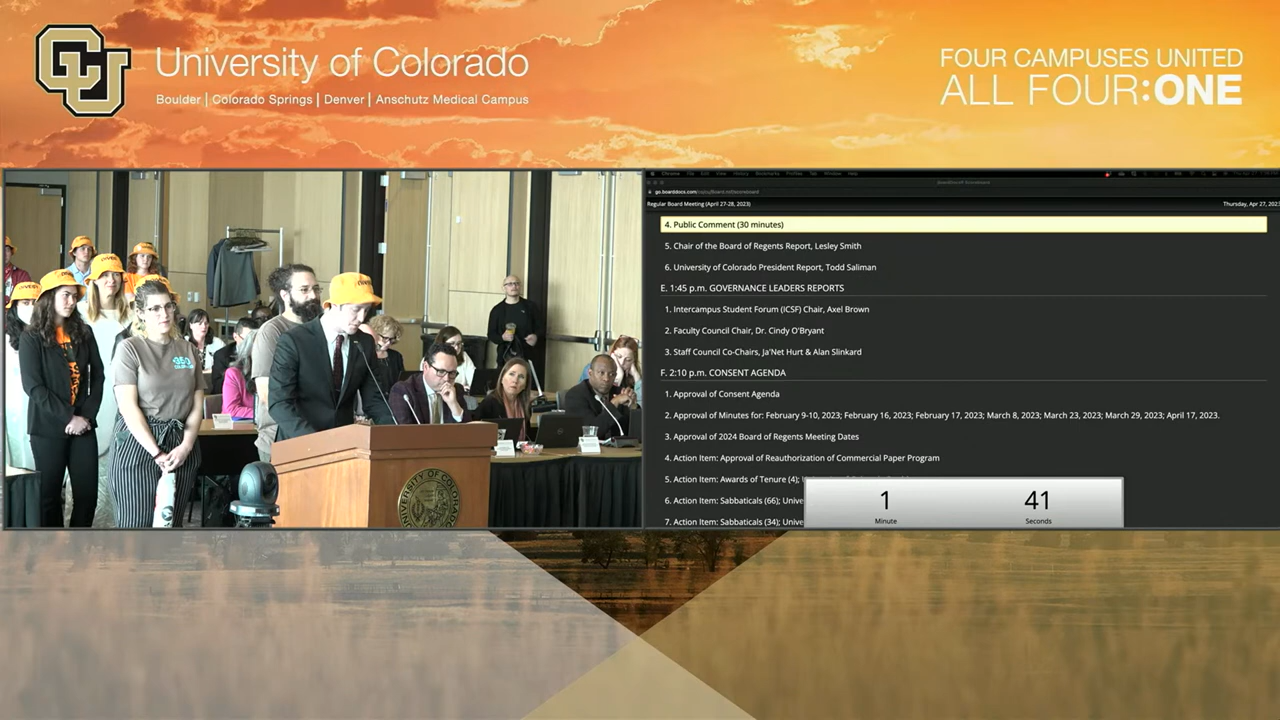 CU
University of Colorado
Boulder | Colorado Springs | Denver | Anschutz Medical Campus
FOUR CAMPUSES UNITED
ALL FOUR:ONE
Regular Board Meeting (April 27-28, 2023)
Thursday, Apr 27, 2023
4. Public Comment (30 minutes)
5. Chair of the Board of Regents Report, Lesley Smith
6. University of Colorado President Report, Todd Saliman
E. 1:45 p.m. GOVERNANCE LEADERS REPORTS
1. Intercampus Student Forum (ICSF) Chair, Axel Brown
2. Faculty Council Chair, Dr. Cindy O'Bryant
3. Staff Council Co-Chairs, Ja'Net Hurt & Alan Slinkard
F. 2:10 p.m. CONSENT AGENDA
1. Approval of Consent Agenda
2. Approval of Minutes for: February 9-10, 2023; February 16, 2023; February 17, 2023; March 8, 2023; March 23, 2023; March 29, 2023; April 17, 2023.
3. Approval of 2024 Board of Regents Meeting Dates
4. Action Item: Approval of Reauthorization of Commercial Paper Program
5. Action Item: Awards of Tenure (4);
6. Action Item: Sabbaticals (66); Unive
7. Action Item: Sabbaticals (34); Unive
1
41
Minute
Seconds
350
UNIVERSITY OF COLORADO